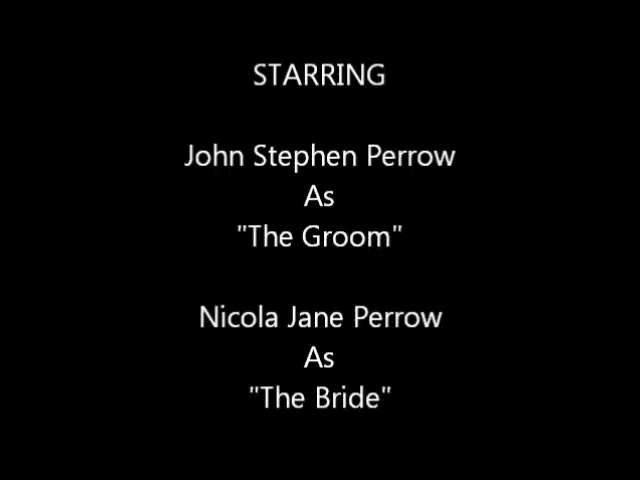 STARRING
John Stephen Perrow
As
"The Groom"
Nicola Jane Perrow
As
"The Bride"